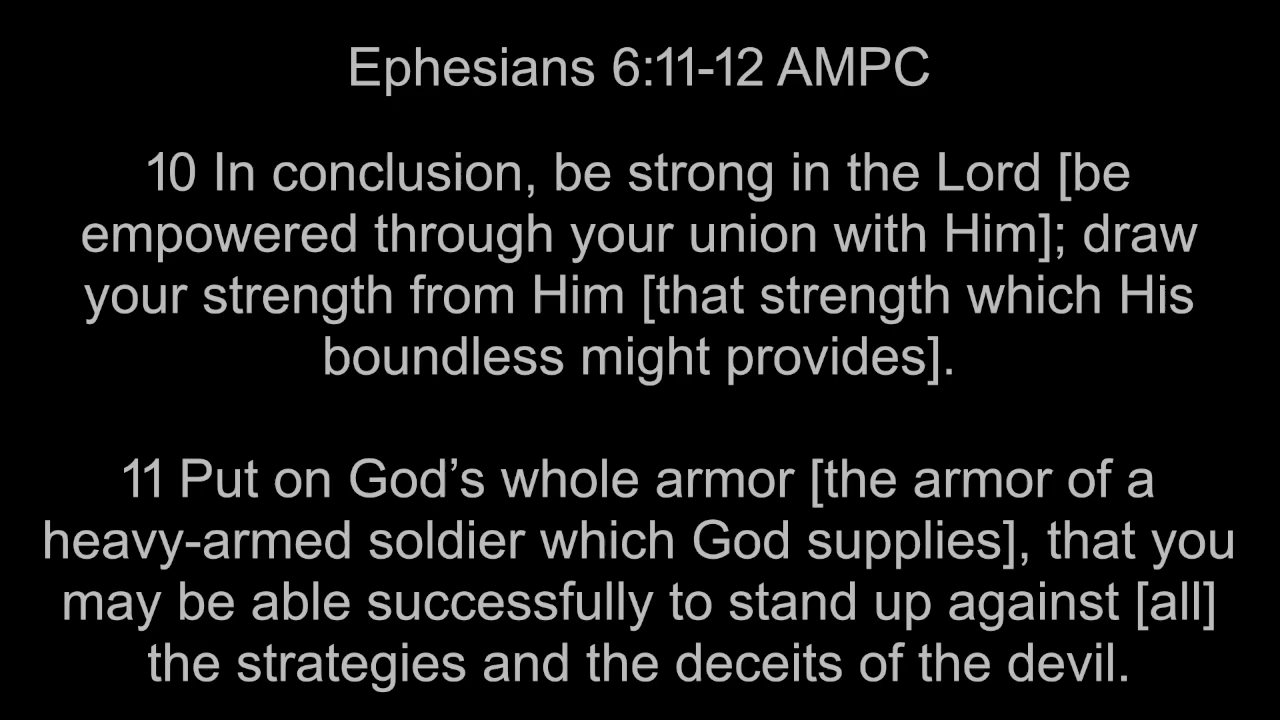 Ephesians 6:11-12 AMPC
10 In conclusion, be strong in the Lord [be
empowered through your union with Him]; draw
your strength from Him [that strength which His
boundless might provides].
11 Put on God’s whole armor [the armor of a
heavy-armed soldier which God supplies], that you
may be able successfully to stand up against [all]
the strategies and the deceits of the devil.